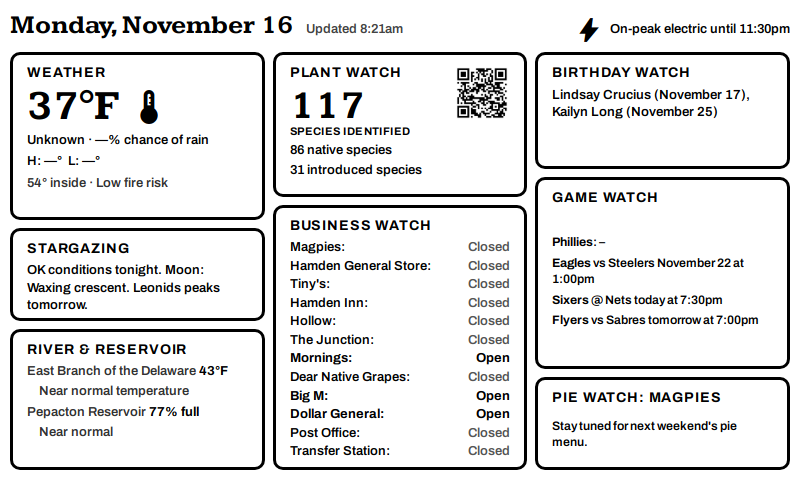 Monday, November 16 Updated 8:21am
On-peak electric until 11:30pm
WEATHER
37°F
Unknown · —% chance of rain
H: —° L: —°
54° inside · Low fire risk
STARGAZING
OK conditions tonight. Moon:
Waxing crescent. Leonids peaks
tomorrow.
RIVER & RESERVOIR
East Branch of the Delaware 43°F
Near normal temperature
Pepacton Reservoir 77% full
Near normal
PLANT WATCH
117
SPECIES IDENTIFIED
86 native species
31 introduced species
BUSINESS WATCH
Magpies: Closed
Hamden General Store: Closed
Tiny's: Closed
Hamden Inn: Closed
Hollow: Closed
The Junction: Closed
Mornings: Open
Dear Native Grapes: Closed
Big M: Open
Dollar General: Open
Post Office: Closed
Transfer Station: Closed
BIRTHDAY WATCH
Lindsay Crucius (November 17),
Kailyn Long (November 25)
GAME WATCH
Phillies: –
Eagles vs Steelers November 22 at
1:00pm
Sixers @ Nets today at 7:30pm
Flyers vs Sabres tomorrow at 7:00pm
PIE WATCH: MAGPIES
Stay tuned for next weekend's pie
menu.